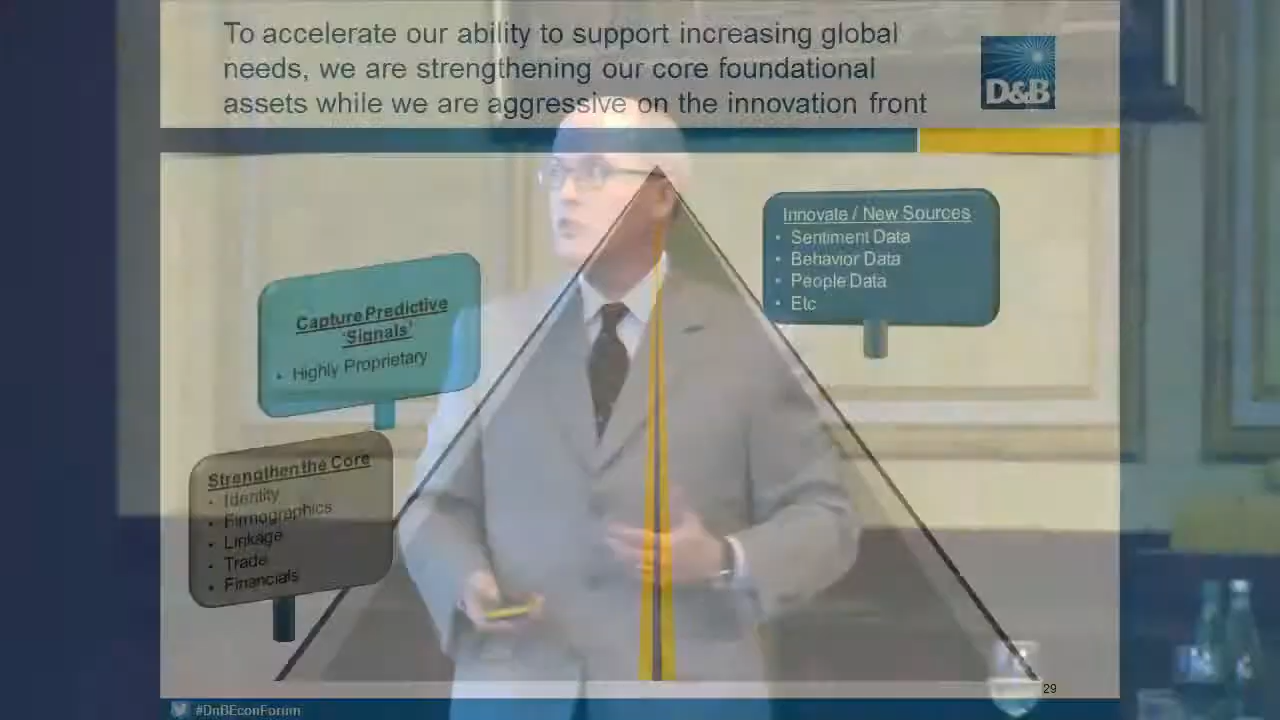 To accelerate our ability to support increasing global
needs, we are strengthening our core foundational
assets while we are aggressive on the innovation front
D&B
Innovate / New Sources
• Sentiment Data
• Behavior Data
• People Data
• Etc
Capture Predictive
'Signals'
• Highly Proprietary
Strengthen the Core
• Identity
• Firmographics
• Linkage
• Trade
• Financials
29
#DnBEconForum